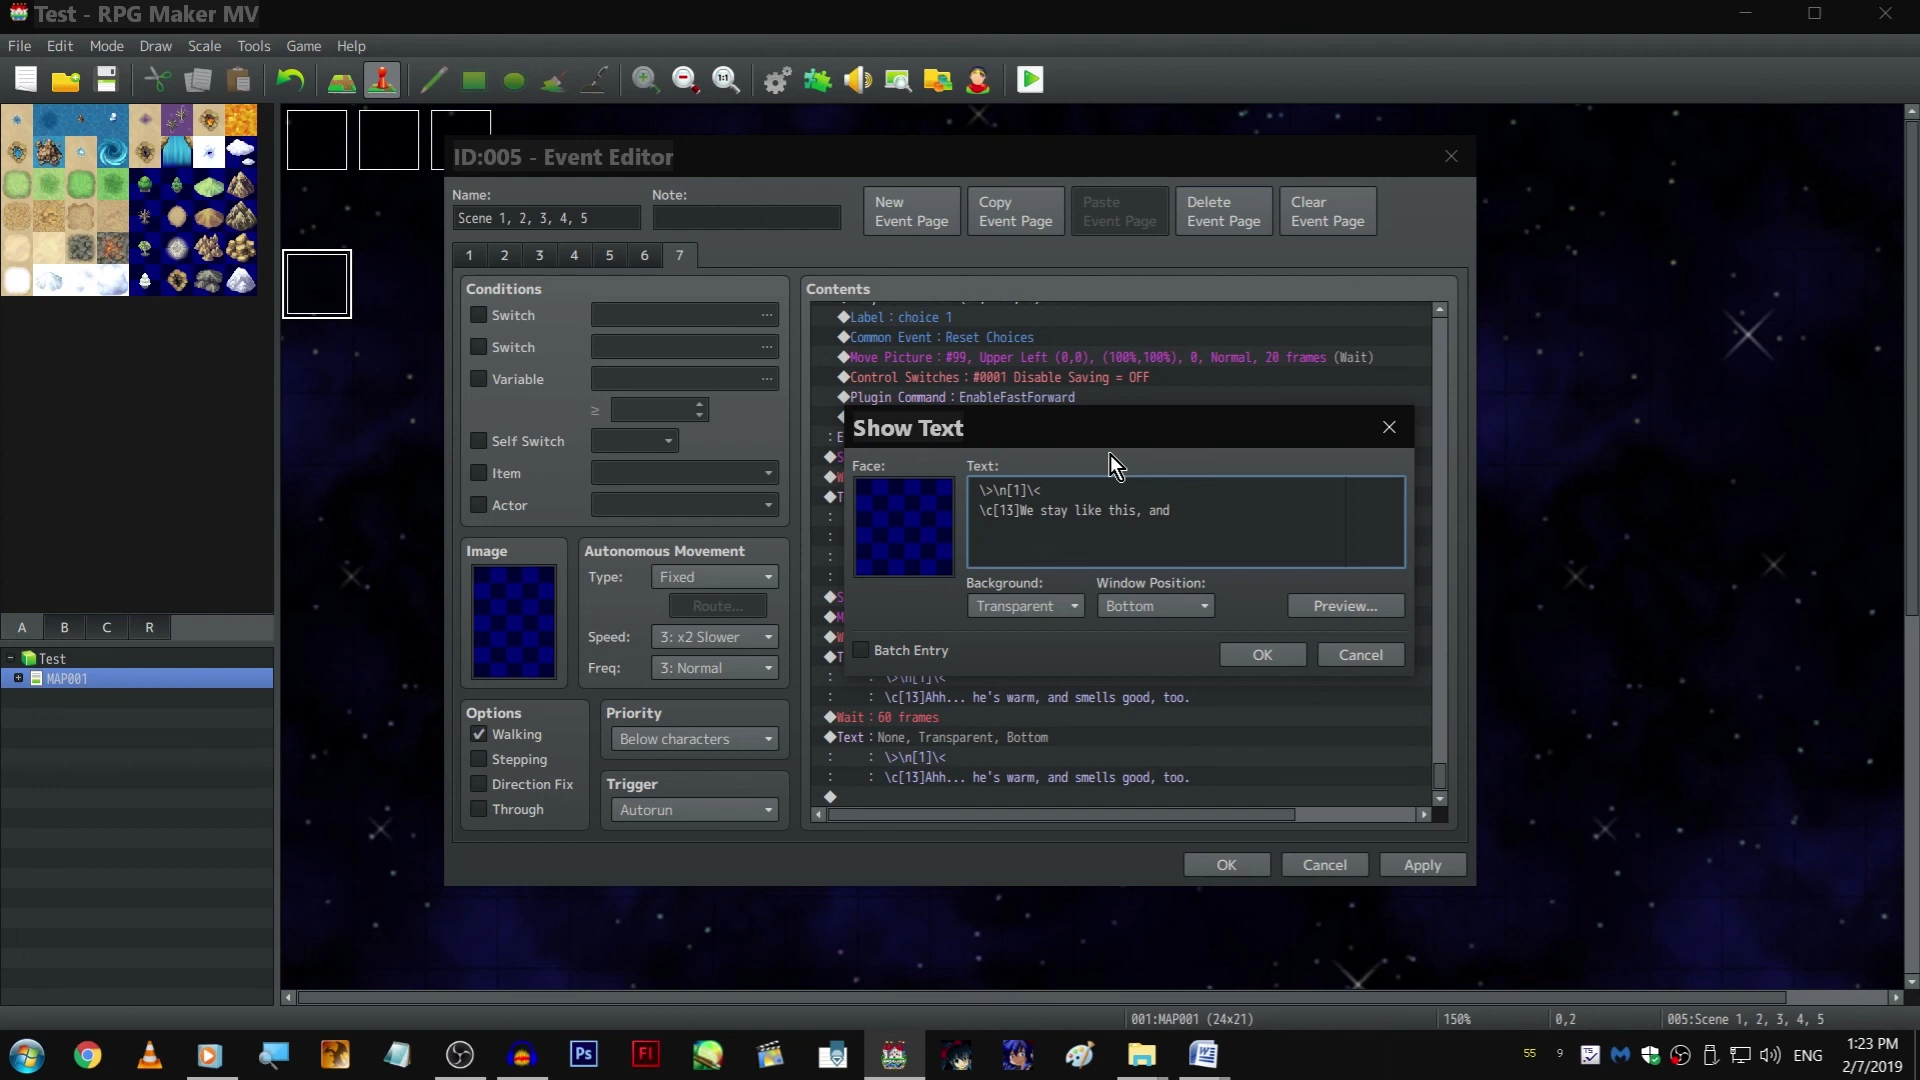 Test - RPG Maker MV
File Edit Mode Draw Scale Tools Game Help
1:1
ID:005 - Event Editor
Name:
Note:
Scene 1, 2, 3, 4, 5
New Event Page
Copy Event Page
Paste Event Page
Delete Event Page
Clear Event Page
1 2 3 4 5 6 7
Conditions
Switch ...
Switch ...
Variable ...
≥
Self Switch
Item
Actor
Image
Autonomous Movement
Type: Fixed
Route...
Speed: 3: x2 Slower
Freq: 3: Normal
Options
Walking
Stepping
Direction Fix
Through
Priority
Below characters
Trigger
Autorun
Contents
◆Label : choice 1
◆Common Event : Reset Choices
◆Move Picture : #99, Upper Left (0,0), (100%,100%), 0, Normal, 20 frames (Wait)
◆Control Switches : #0001 Disable Saving = OFF
◆Plugin Command : EnableFastForward
Show Text
Face:
Text:
\>\n[1]\<
\c[13]We stay like this, and
Background:
Window Position:
Transparent
Bottom
Preview...
Batch Entry
OK
Cancel
: : \>\n[1]\<
: : \c[13]Ahh... he's warm, and smells good, too.
◆Wait : 60 frames
◆Text : None, Transparent, Bottom
: : \>\n[1]\<
: : \c[13]Ahh... he's warm, and smells good, too.
◆
OK
Cancel
Apply
A B C R
Test
MAP001
001:MAP001 (24x21)
150%
0,2
005:Scene 1, 2, 3, 4, 5
Ps
Fl
55
9
ENG
1:23 PM
2/7/2019